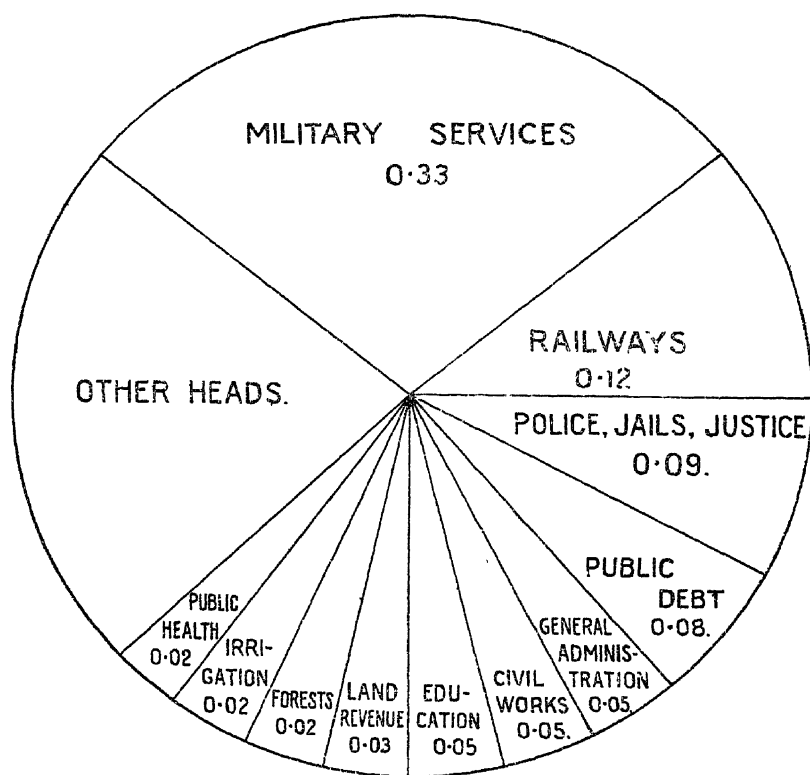 MILITARY SERVICES
0·33
RAILWAYS
0·12
OTHER HEADS.
POLICE, JAILS, JUSTICE
0·09.
PUBLIC
DEBT
0·08.
GENERAL
ADMINIS-
TRATION
0·05
CIVIL
WORKS
0·05.
EDU-
CATION
0·05
LAND
REVENUE
0·03
FORESTS
0·02
IRRI-
GATION
0·02
PUBLIC
HEALTH
0·02